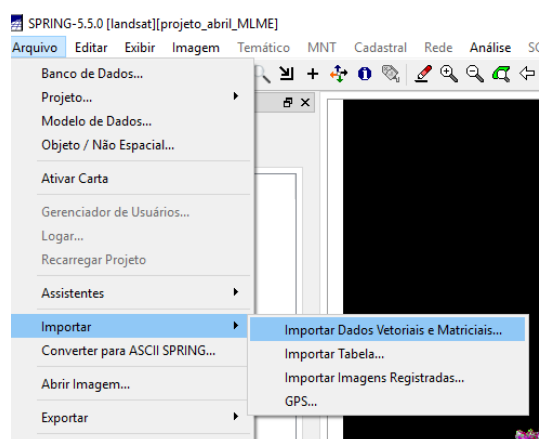 SPRING-5.5.0 [landsat][projeto_abril_MLME]
Arquivo Editar Exibir Imagem Temático MNT Cadastral Rede Análise
Banco de Dados...
Projeto...
Modelo de Dados...
Objeto / Não Espacial...
Ativar Carta
Gerenciador de Usuários...
Logar...
Recarregar Projeto
Assistentes
Importar
Importar Dados Vetoriais e Matriciais...
Converter para ASCII SPRING...
Importar Tabela...
Importar Imagens Registradas...
Abrir Imagem...
GPS...
Exportar